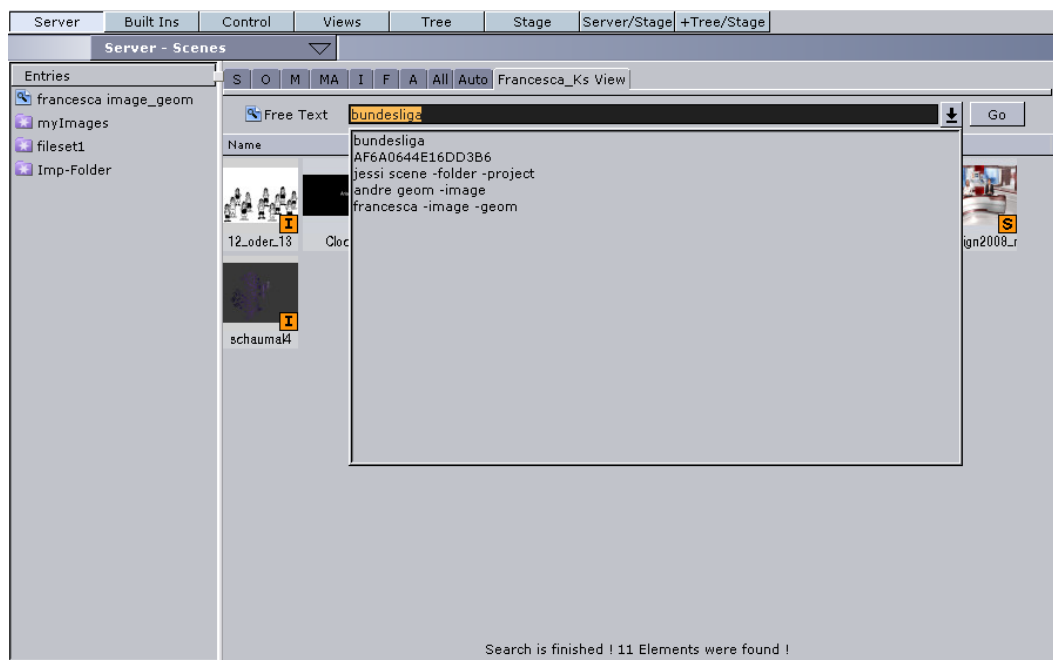 Server Built Ins Control Views Tree Stage Server/Stage +Tree/Stage
Server - Scenes
Entries
francesca image_geom
myImages
fileset1
Imp-Folder
S O M MA I F A All Auto Francesca_Ks View
Free Text bundesliga Go
Name
bundesliga
AF6A0644E16DD3B6
jessi scene -folder -project
andre geom -image
francesca -image -geom
I
S
12_oder_13 Cloc ign2008_r
I
schaumal4
Search is finished ! 11 Elements were found !